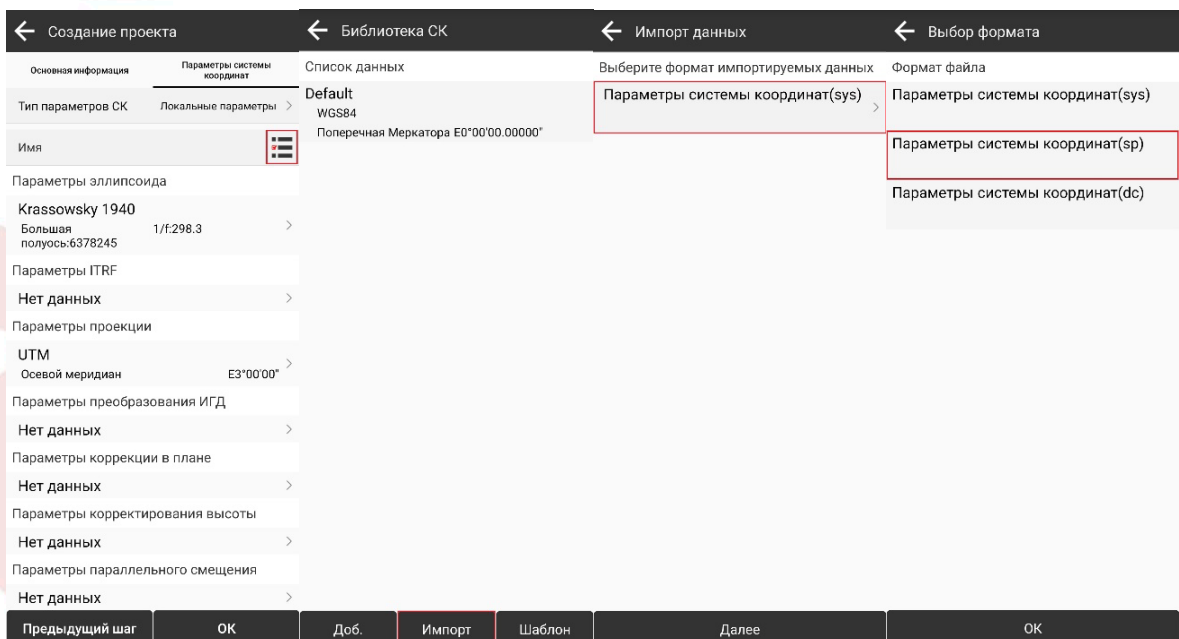 Создание проекта
Основная информация
Параметры системы
координат
Тип параметров СК
Локальные параметры
Имя
Параметры эллипсоида
Krassowsky 1940
Большая
полуось:6378245
1/f:298.3
Параметры ITRF
Нет данных
Параметры проекции
UTM
Осевой меридиан
E3°00'00"
Параметры преобразования ИГД
Нет данных
Параметры коррекции в плане
Нет данных
Параметры корректирования высоты
Нет данных
Параметры параллельного смещения
Нет данных
Предыдущий шаг
ОК
Библиотека СК
Список данных
Default
WGS84
Поперечная Меркатора E0°00'00.00000"
Доб.
Импорт
Шаблон
Импорт данных
Выберите формат импортируемых данных
Параметры системы координат(sys)
Далее
Выбор формата
Формат файла
Параметры системы координат(sys)
Параметры системы координат(sp)
Параметры системы координат(dc)
ОК